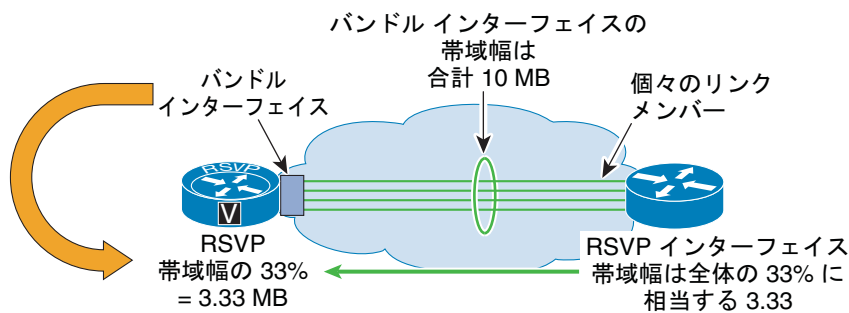 バンドル インターフェイスの
帯域幅は
合計 10 MB
バンドル
インターフェイス
個々のリンク
メンバー
RSVP
V
RSVP
帯域幅の 33%
= 3.33 MB
RSVP インターフェイス
帯域幅は全体の 33% に
相当する 3.33